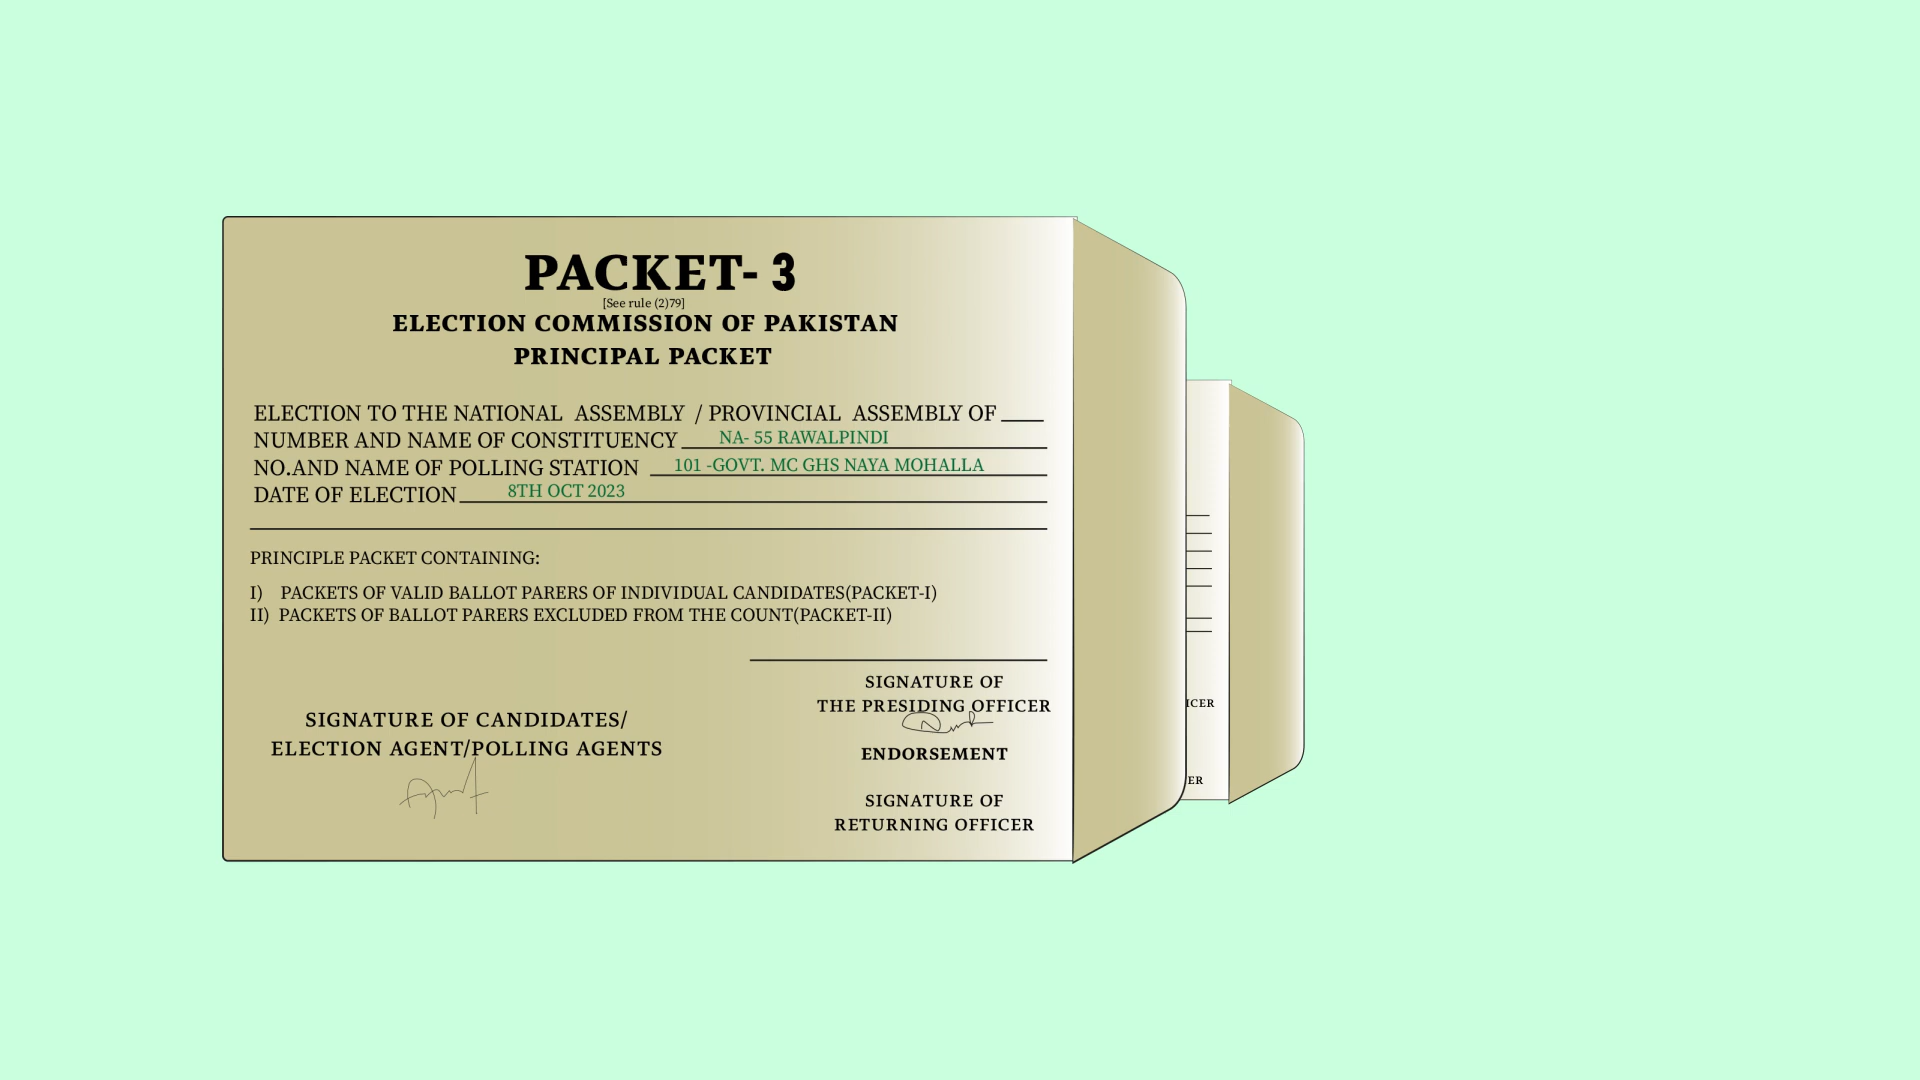 PACKET- 3
[See rule (2)79]
ELECTION COMMISSION OF PAKISTAN
PRINCIPAL PACKET
ELECTION TO THE NATIONAL ASSEMBLY / PROVINCIAL ASSEMBLY OF ____
NUMBER AND NAME OF CONSTITUENCY NA- 55 RAWALPINDI
NO.AND NAME OF POLLING STATION 101 -GOVT. MC GHS NAYA MOHALLA
DATE OF ELECTION 8TH OCT 2023
PRINCIPLE PACKET CONTAINING:
I) PACKETS OF VALID BALLOT PARERS OF INDIVIDUAL CANDIDATES(PACKET-I)
II) PACKETS OF BALLOT PARERS EXCLUDED FROM THE COUNT(PACKET-II)
SIGNATURE OF
THE PRESIDING OFFICER
SIGNATURE OF CANDIDATES/
ELECTION AGENT/POLLING AGENTS
ENDORSEMENT
SIGNATURE OF
RETURNING OFFICER
ICER
ER